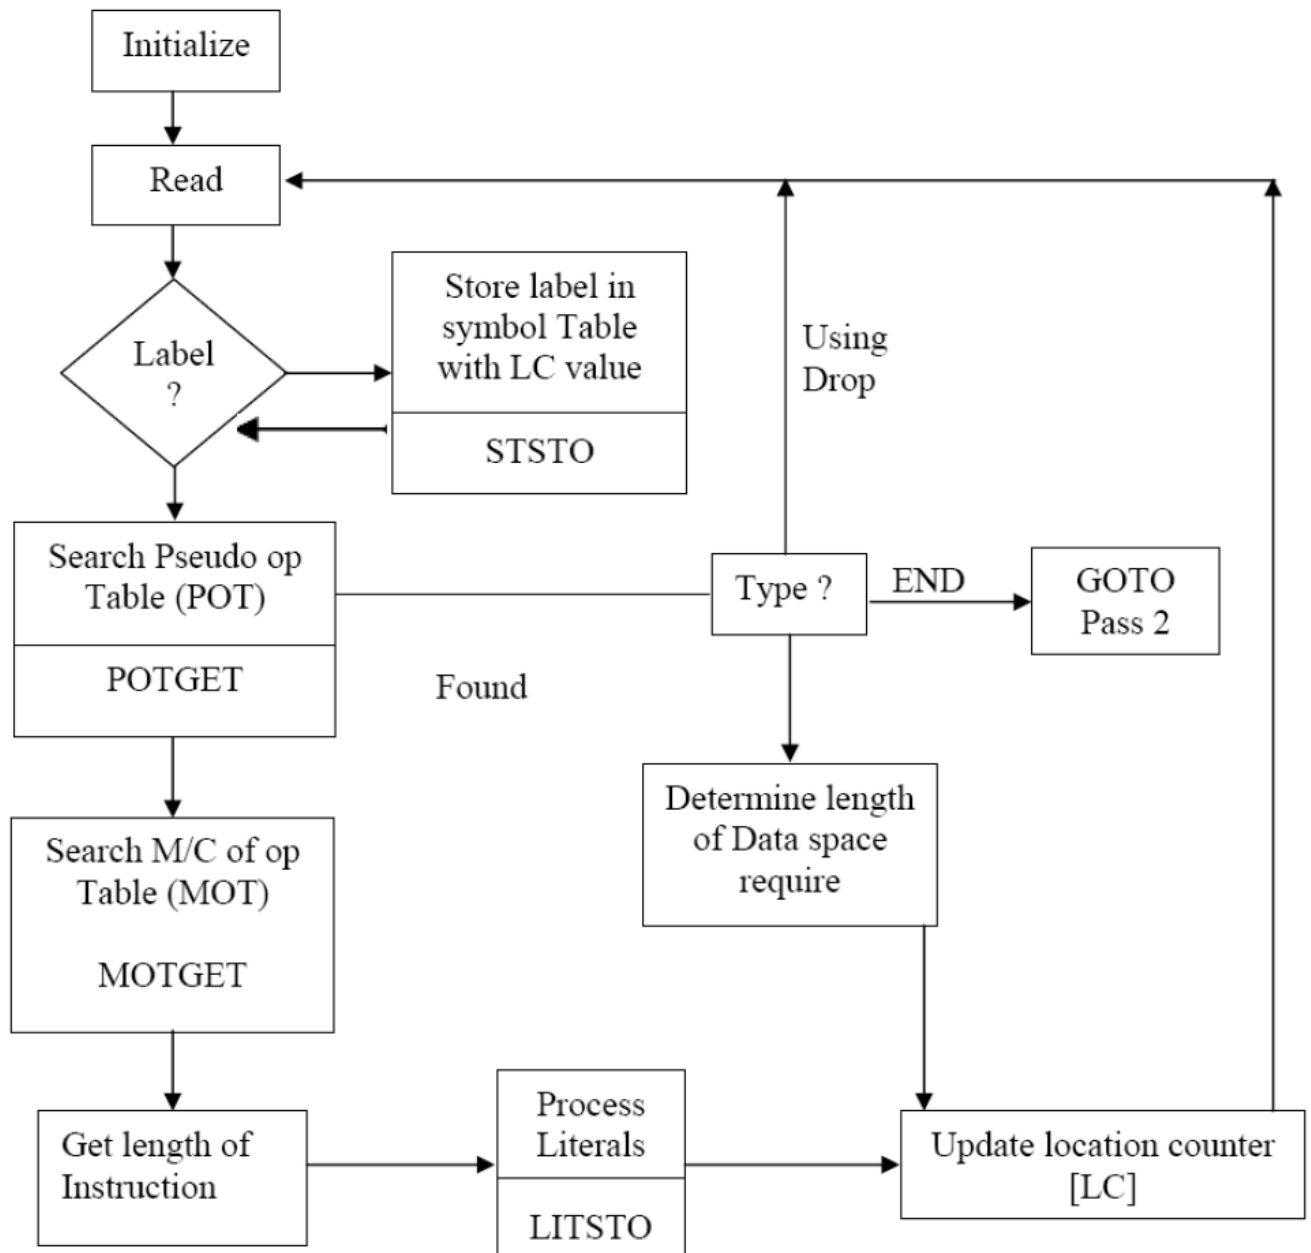 Initialize
Read
Label
?
Store label in
symbol Table
with LC value
STSTO
Using
Drop
Search Pseudo op
Table (POT)
POTGET
Found
Type ?
END
GOTO
Pass 2
Determine length
of Data space
require
Search M/C of op
Table (MOT)
MOTGET
Get length of
Instruction
Process
Literals
LITSTO
Update location counter
[LC]